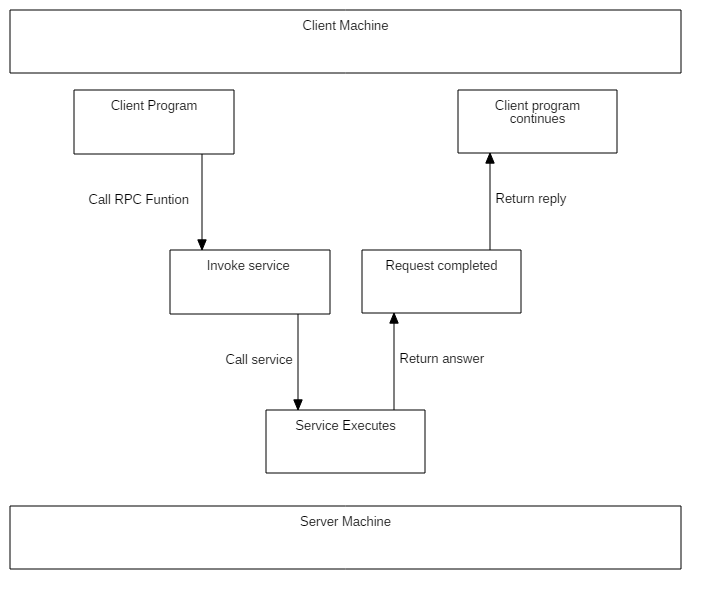 Client Machine
Client Program
Client program
continues
Call RPC Funtion
Return reply
Invoke service
Request completed
Call service
Return answer
Service Executes
Server Machine